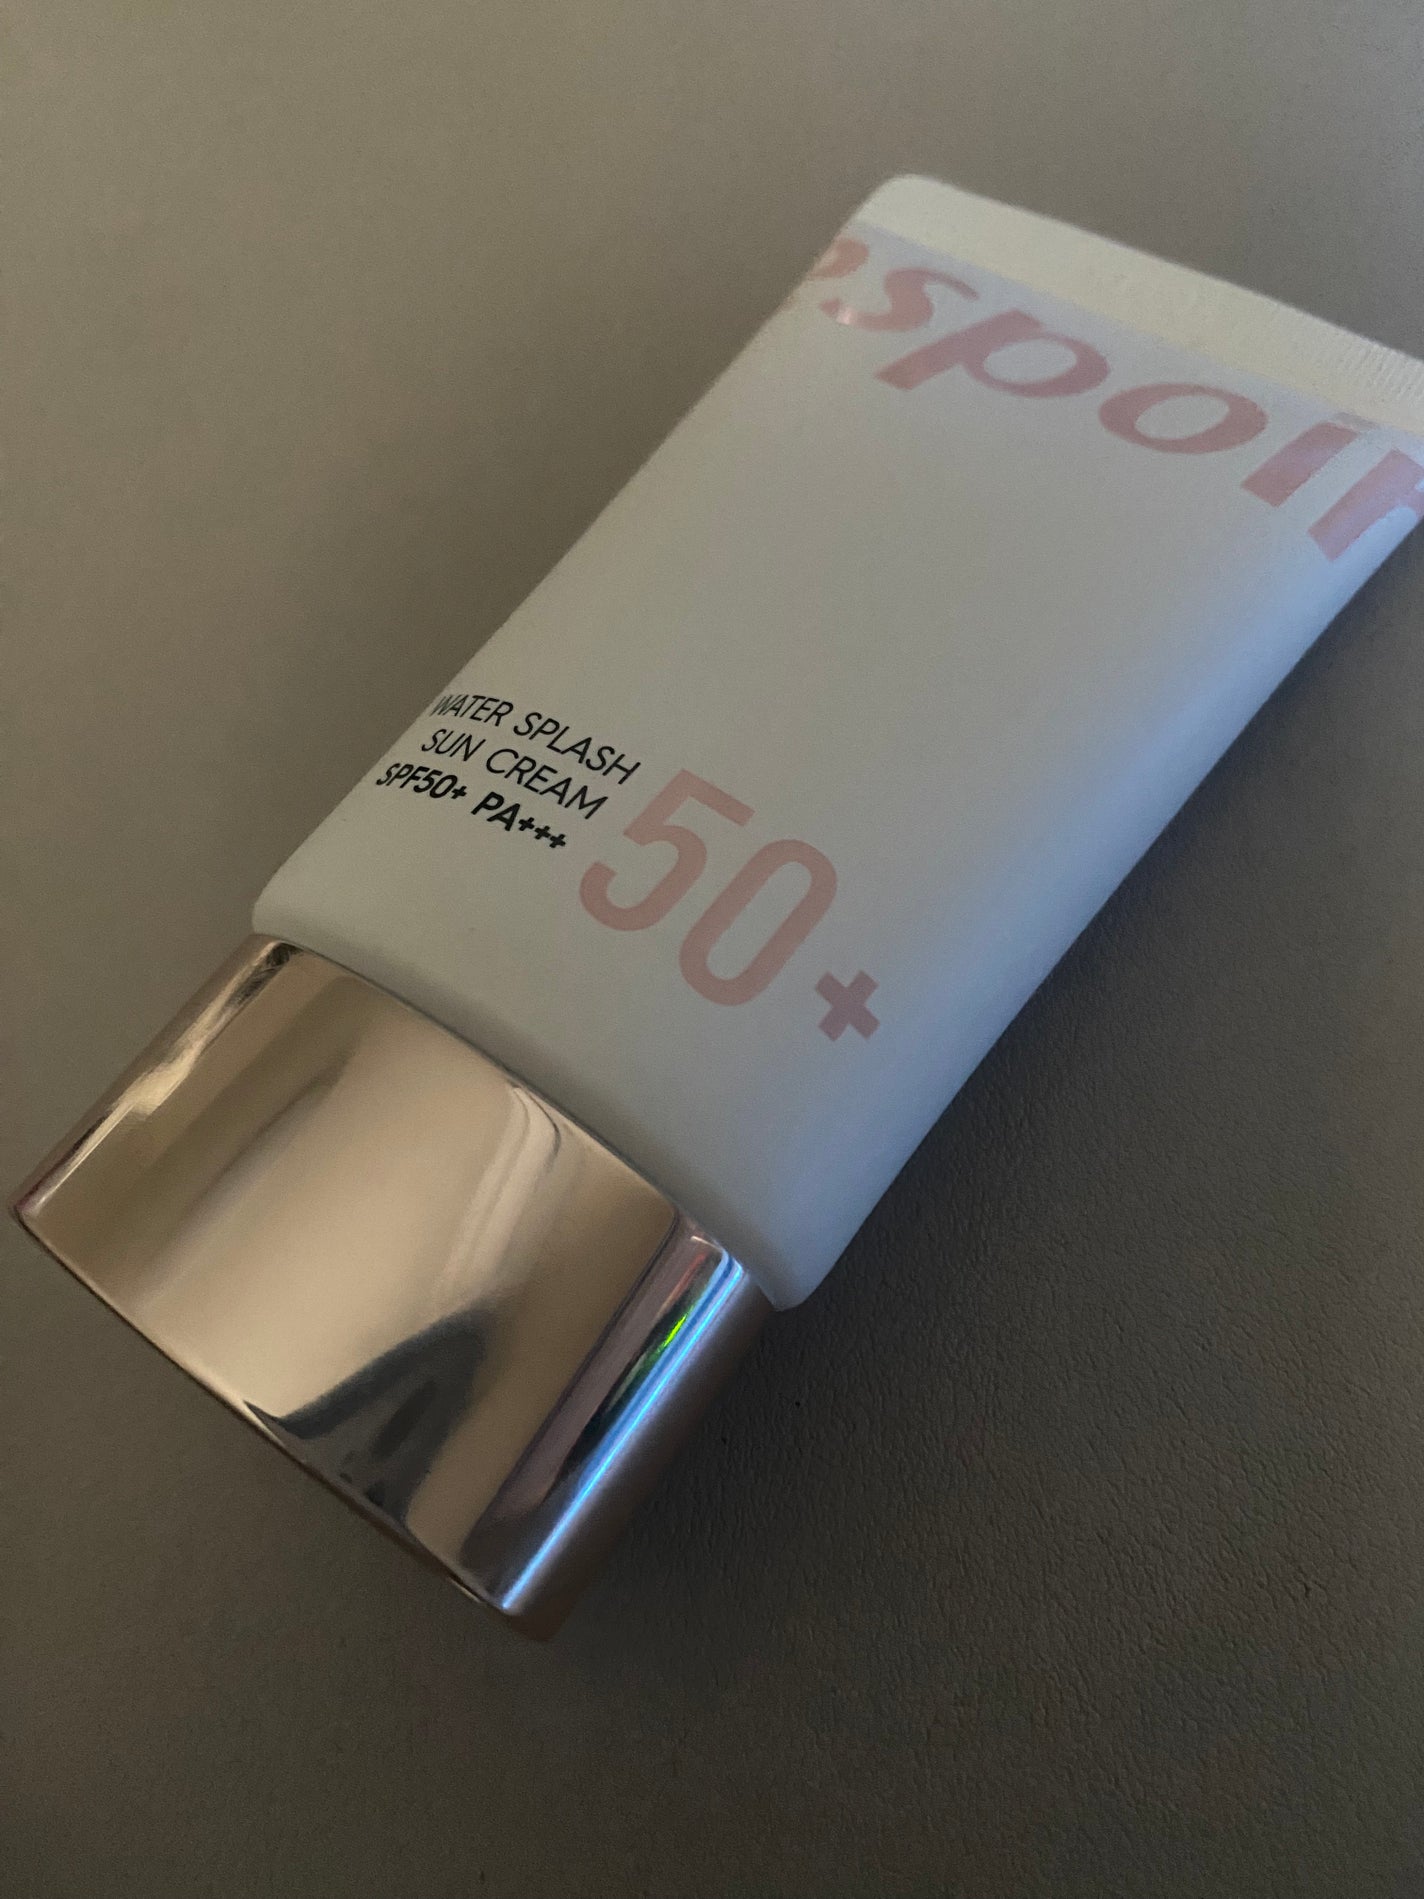 espoir
WATER SPLASH
SUN CREAM
SPF50+ PA+++
50+